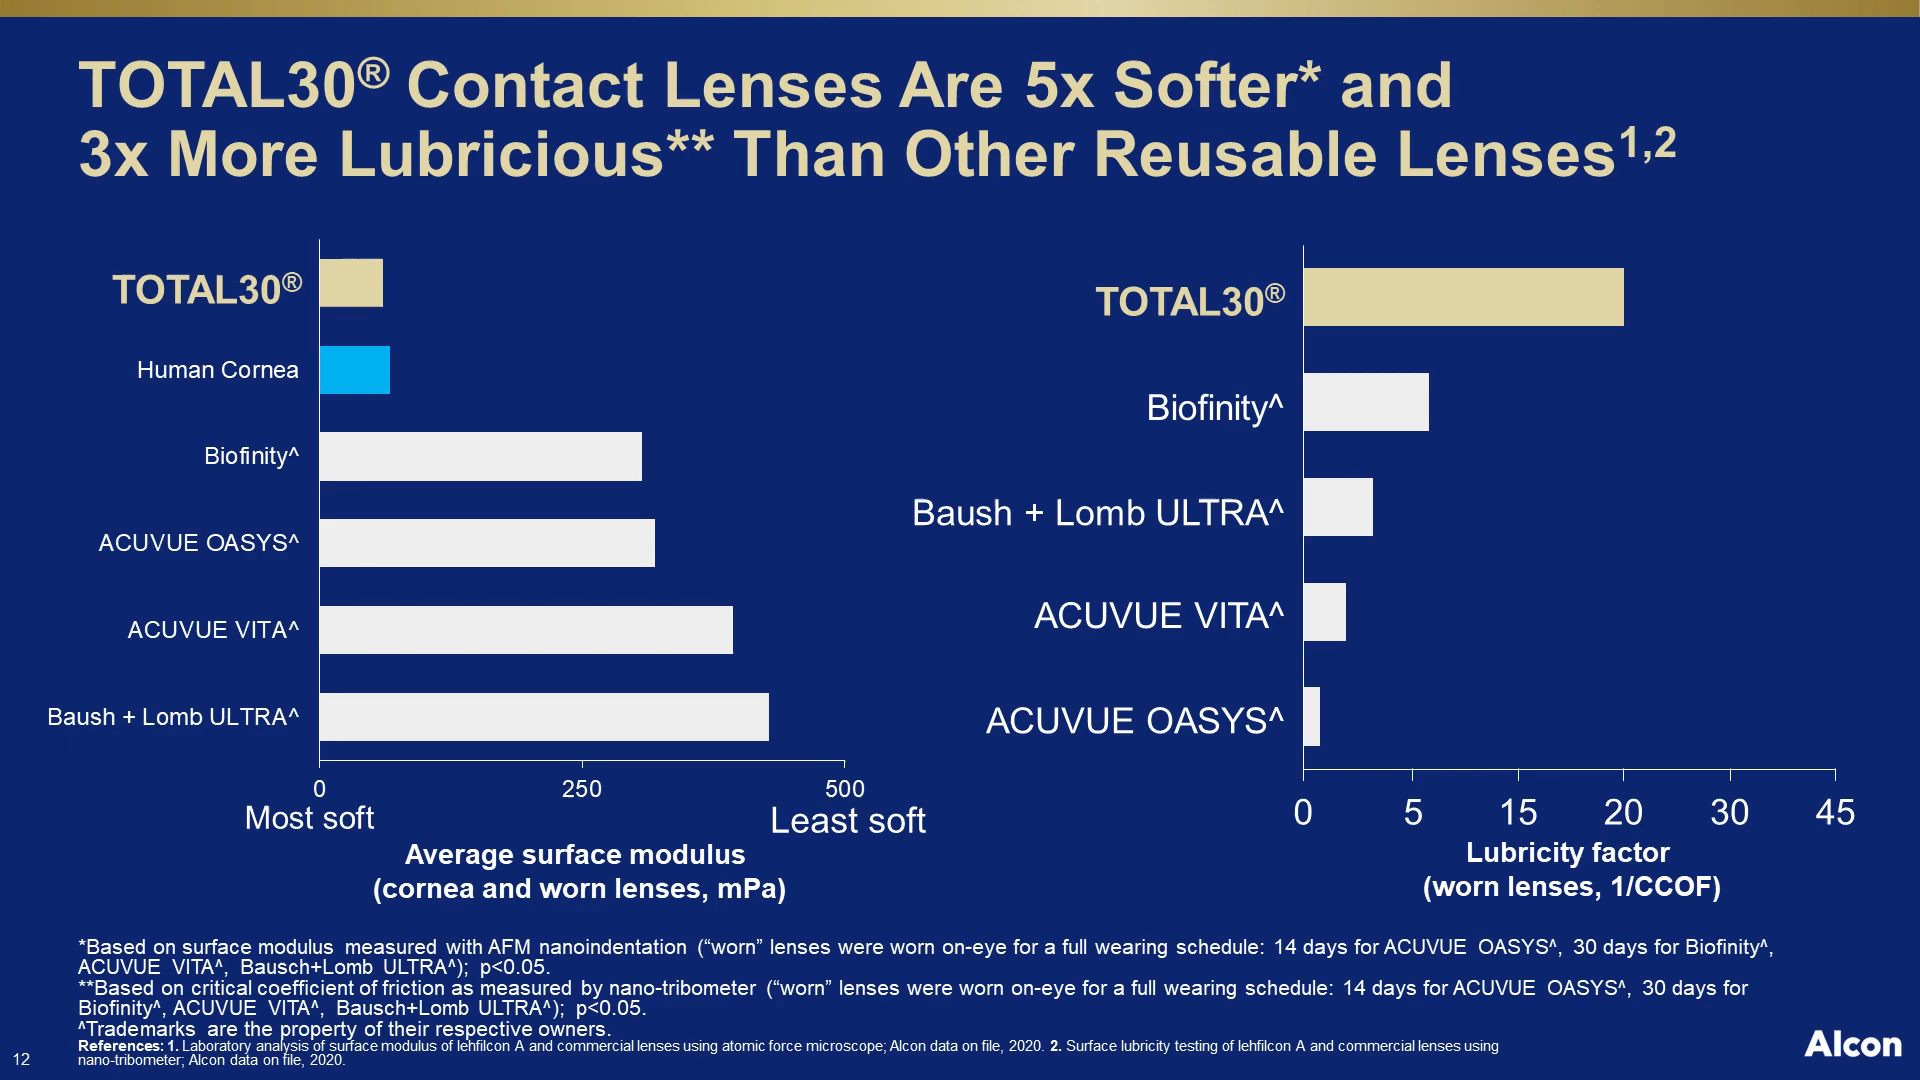 TOTAL30® Contact Lenses Are 5x Softer* and
3x More Lubricious** Than Other Reusable Lenses1,2
TOTAL30®
Human Cornea
Biofinity^
ACUVUE OASYS^
ACUVUE VITA^
Baush + Lomb ULTRA^
0 250 500
Most soft Least soft
Average surface modulus
(cornea and worn lenses, mPa)
TOTAL30®
Biofinity^
Baush + Lomb ULTRA^
ACUVUE VITA^
ACUVUE OASYS^
0 5 15 20 30 45
Lubricity factor
(worn lenses, 1/CCOF)
*Based on surface modulus measured with AFM nanoindentation (“worn” lenses were worn on-eye for a full wearing schedule: 14 days for ACUVUE OASYS^, 30 days for Biofinity^,
ACUVUE VITA^, Bausch+Lomb ULTRA^); p<0.05.
**Based on critical coefficient of friction as measured by nano-tribometer (“worn” lenses were worn on-eye for a full wearing schedule: 14 days for ACUVUE OASYS^, 30 days for
Biofinity^, ACUVUE VITA^, Bausch+Lomb ULTRA^); p<0.05.
^Trademarks are the property of their respective owners.
References: 1. Laboratory analysis of surface modulus of lehfilcon A and commercial lenses using atomic force microscope; Alcon data on file, 2020. 2. Surface lubricity testing of lehfilcon A and commercial lenses using
nano-tribometer; Alcon data on file, 2020.
12
Alcon